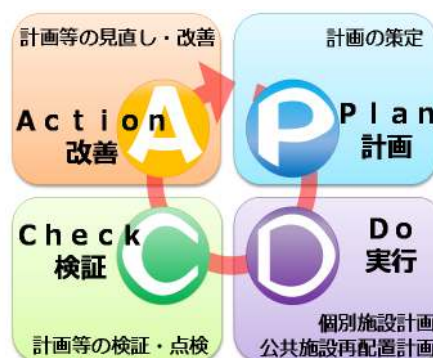 計画等の見直し・改善
A
Action
改善
計画の策定
P
Plan
計画
Check
検証
C
計画等の検証・点検
D
Do
実行
個別施設計画
公共施設再配置計画